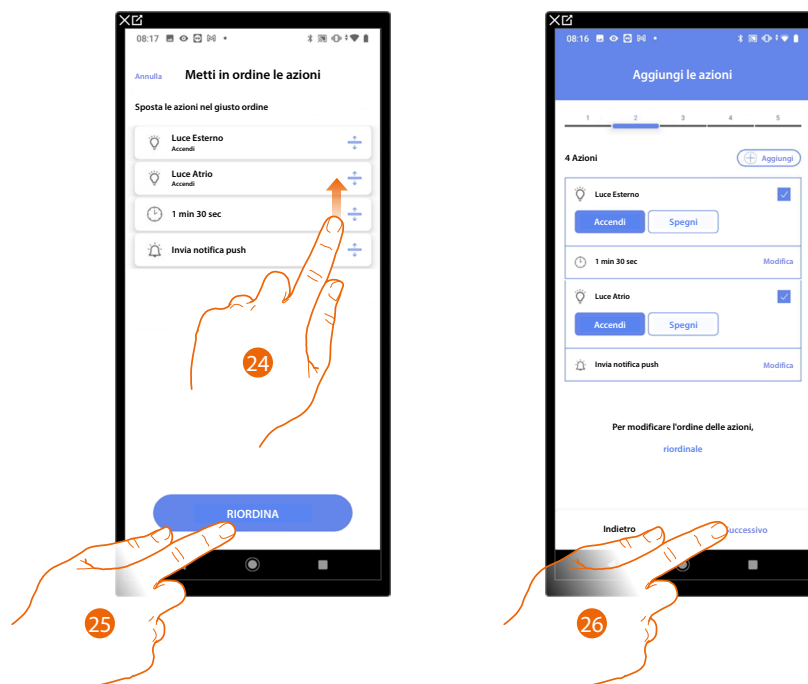 08:17
Annulla Metti in ordine le azioni
Sposta le azioni nel giusto ordine
Luce Esterno
Accendi
Luce Atrio
Accendi
1 min 30 sec
Invia notifica push
24
RIORDINA
25
08:16
Aggiungi le azioni
1 2 3 4 5
4 Azioni Aggiungi
Luce Esterno
Accendi Spegni
1 min 30 sec Modifica
Luce Atrio
Accendi Spegni
Invia notifica push Modifica
Per modificare l'ordine delle azioni,
riordinale
Indietro uccessivo
26